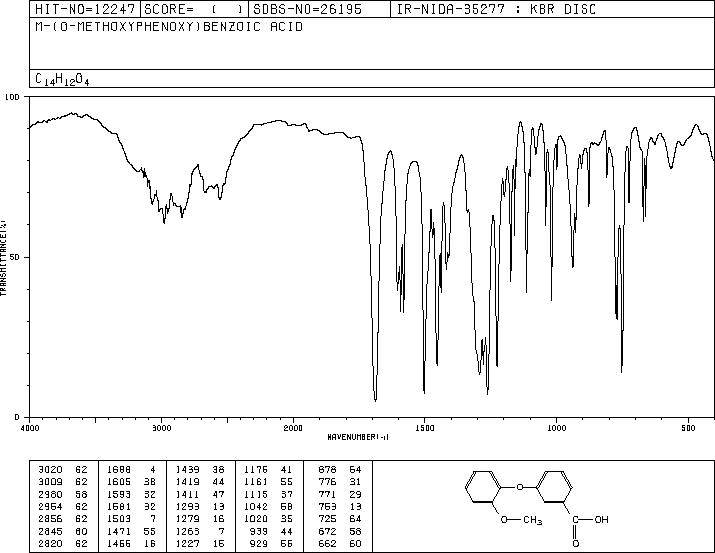 HIT-NO=12247 SCORE= ( ) SDBS-NO=26195 IR-NIDA-35277 : KBR DISC
M-(O-METHOXYPHENOXY)BENZOIC ACID
C14H12O4
100
50
0
TRANSMITTANCE(%)
4000 3000 2000 1500 1000 500
WAVENUMBER(-1)
3020 62 1688 4 1439 38 1175 41 878 64
3009 62 1605 38 1419 44 1161 55 776 31
2980 58 1593 32 1411 47 1115 37 771 29
2964 62 1581 32 1293 13 1042 58 753 13
2856 62 1503 7 1279 16 1020 35 725 64
2845 60 1471 55 1263 7 939 44 672 58
2820 62 1456 16 1227 15 929 55 662 60
O
O—CH3
C—OH
O